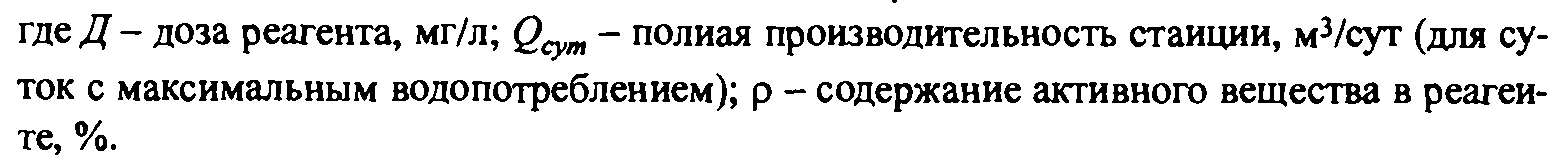 где Д – доза реагента, мг/л; Qсут – полиая производительность стаиции, м³/сут (для су-
ток с максимальным водопотреблением); ρ – содержание активного вещества в реагеи-
те, %.